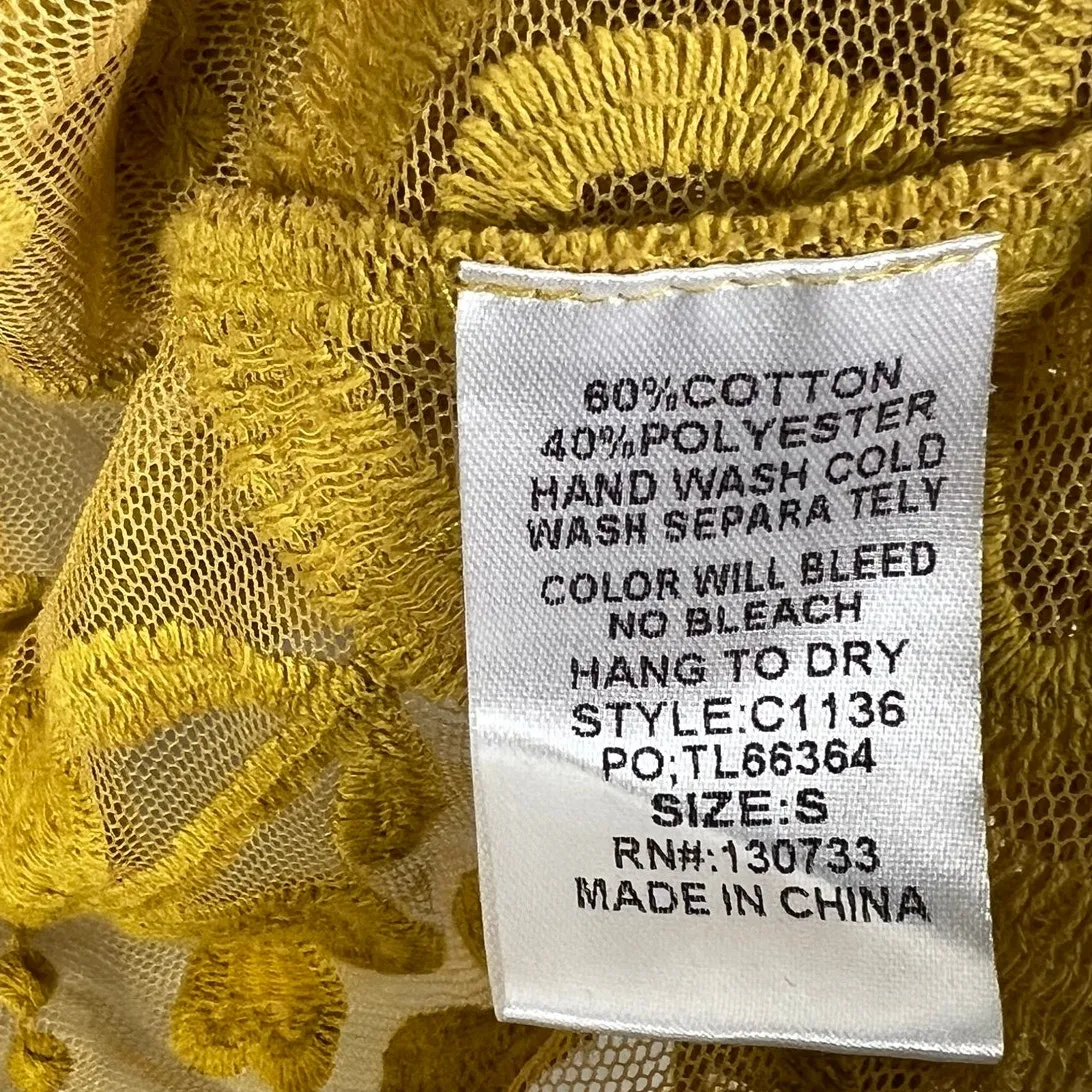 60%COTTON
40%POLYESTER
HAND WASH COLD
WASH SEPARA TELY
COLOR WILL BLEED
NO BLEACH
HANG TO DRY
STYLE:C1136
PO;TL66364
SIZE:S
RN#:130733
MADE IN CHINA